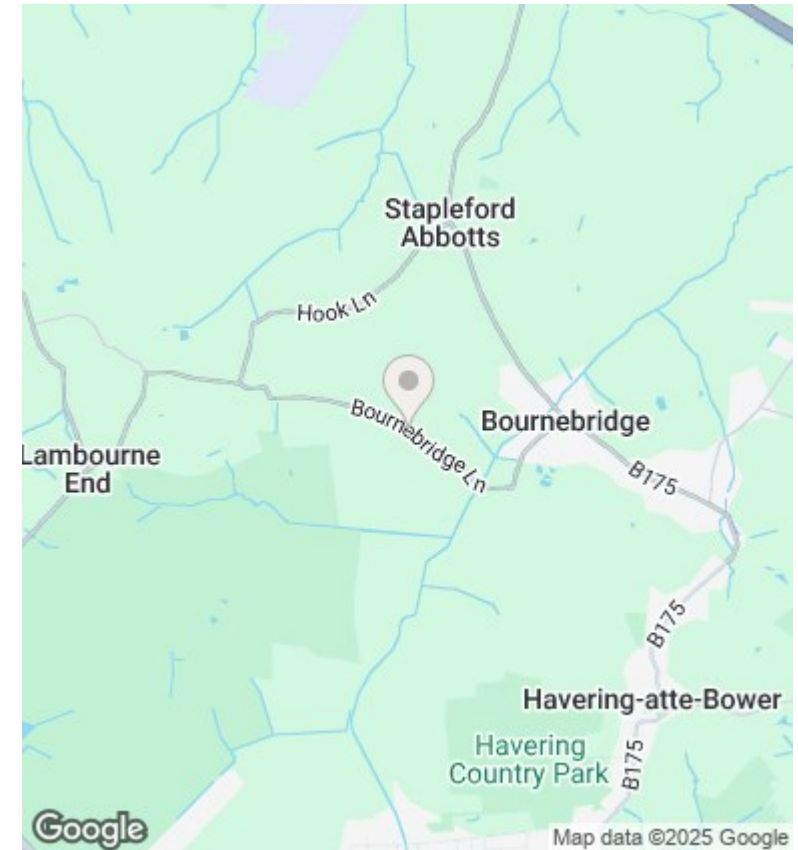 Stapleford
Abbotts
Hook Ln
Bournebridge Ln
Bournebridge
Lambourne
End
B175
B175
Havering-atte-Bower
Havering
Country Park
B175
Google
Map data ©2025 Google